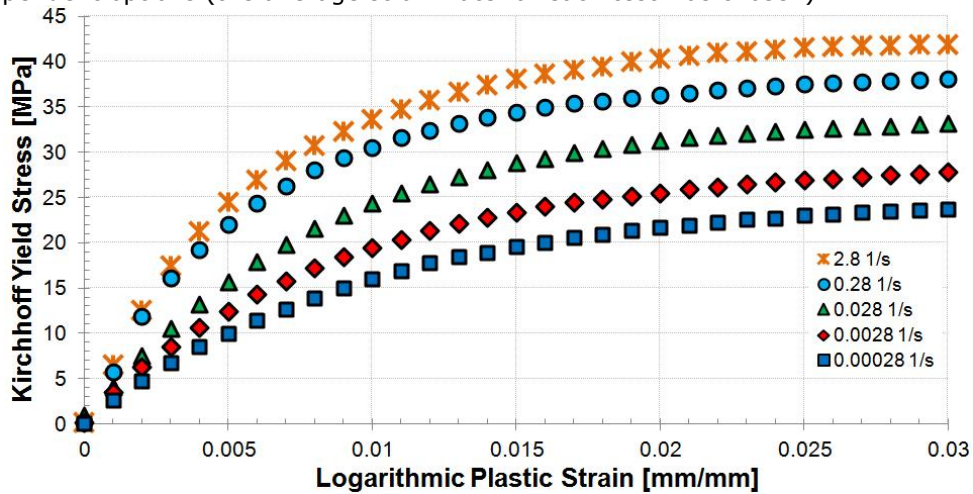 45
40
35
30
25
20
15
10
5
0
Kirchhoff Yield Stress [MPa]
2.8 1/s
0.28 1/s
0.028 1/s
0.0028 1/s
0.00028 1/s
0 0.005 0.01 0.015 0.02 0.025 0.03
Logarithmic Plastic Strain [mm/mm]